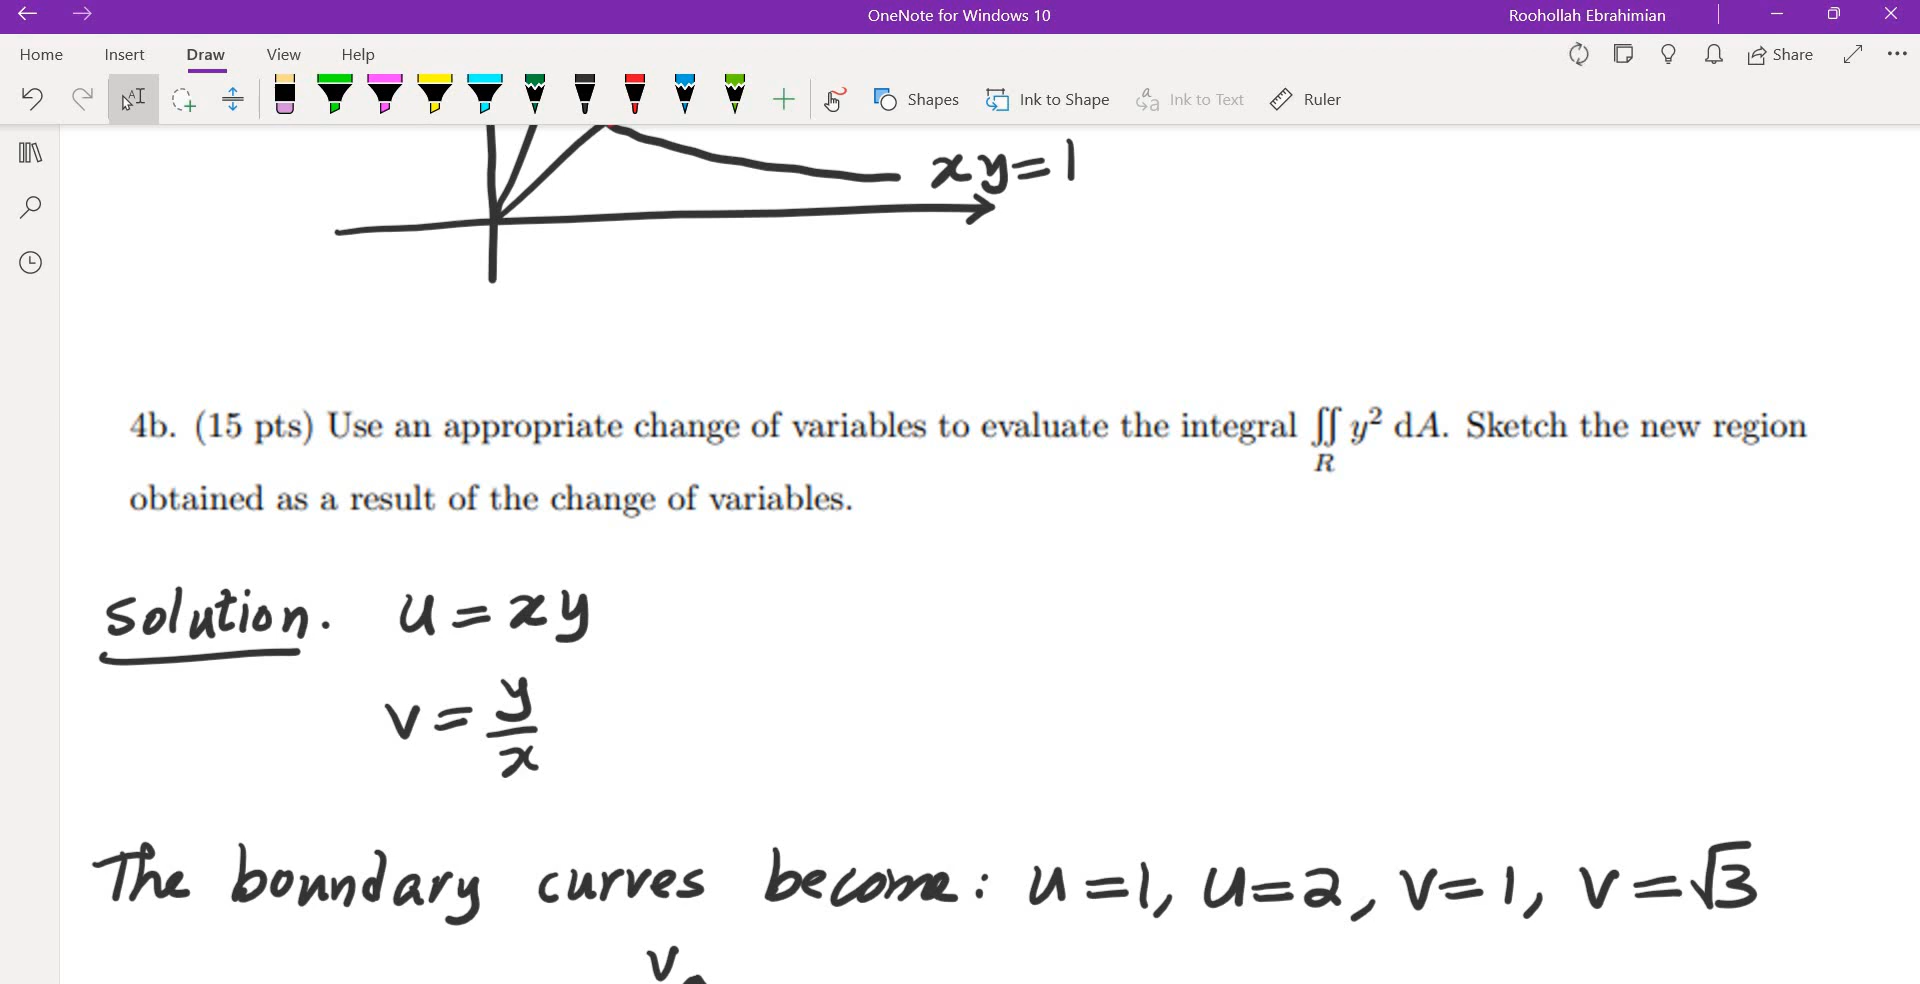 OneNote for Windows 10
Roohollah Ebrahimian
Home Insert Draw View Help
Share
Shapes Ink to Shape Ink to Text Ruler
xy=1
4b. (15 pts) Use an appropriate change of variables to evaluate the integral ∬_R y² dA. Sketch the new region
obtained as a result of the change of variables.
Solution. u = xy
v = y/x
The boundary curves become: u=1, u=2, v=1, v=√3
v